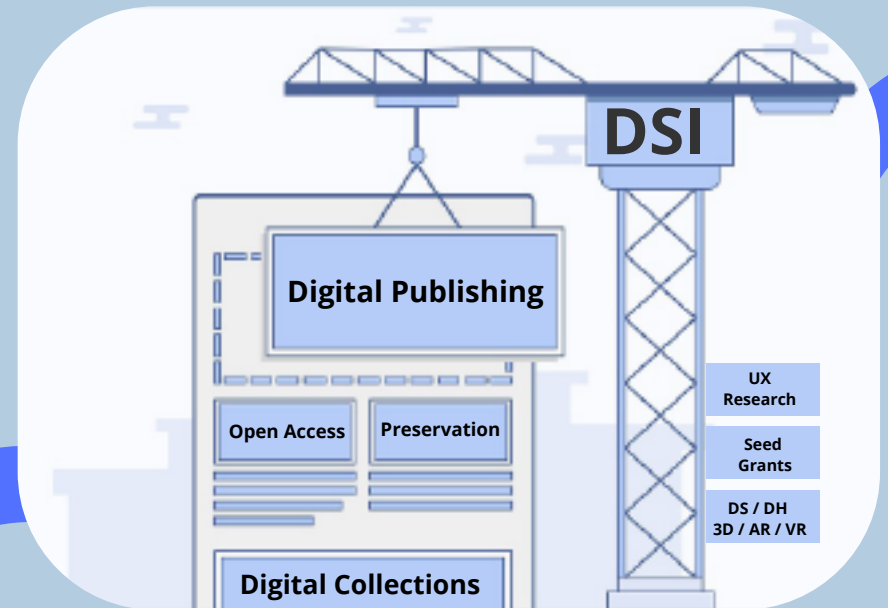 DSI
Digital Publishing
Open Access
Preservation
Digital Collections
UX
Research
Seed
Grants
DS / DH
3D / AR / VR